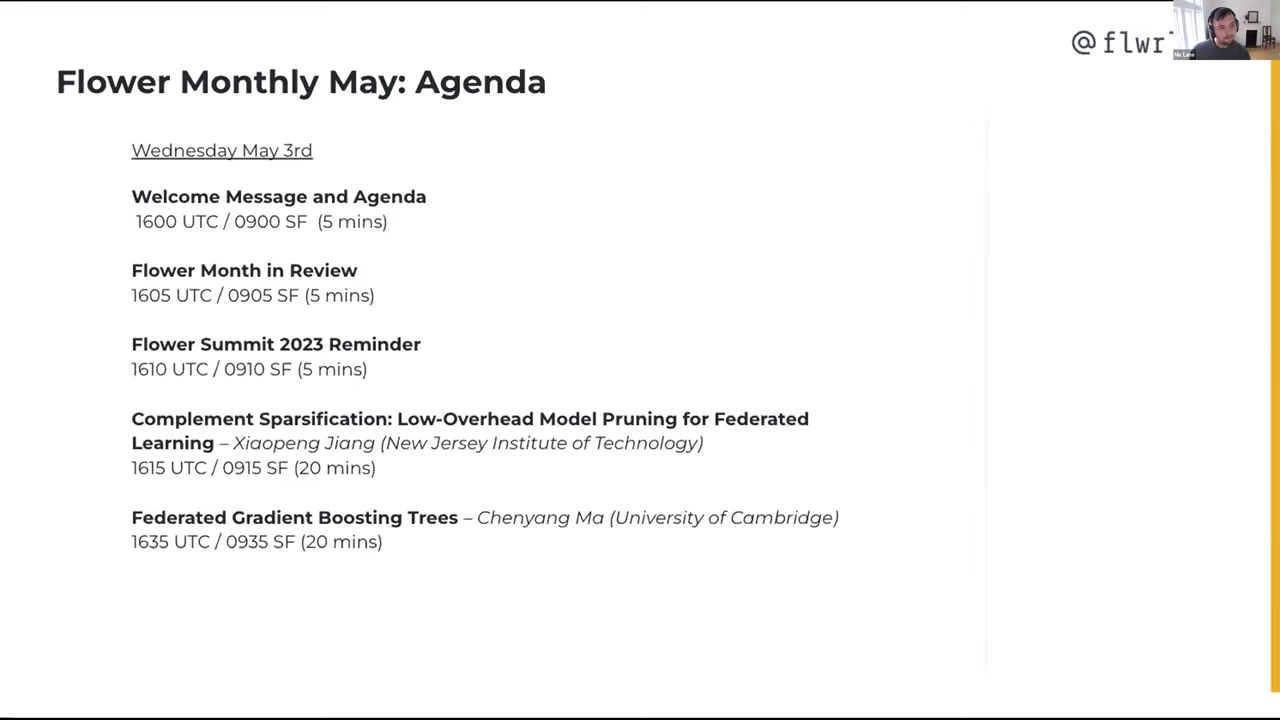 @flwr
Nic Lane
Flower Monthly May: Agenda
Wednesday May 3rd
Welcome Message and Agenda
1600 UTC / 0900 SF (5 mins)
Flower Month in Review
1605 UTC / 0905 SF (5 mins)
Flower Summit 2023 Reminder
1610 UTC / 0910 SF (5 mins)
Complement Sparsification: Low-Overhead Model Pruning for Federated
Learning – Xiaopeng Jiang (New Jersey Institute of Technology)
1615 UTC / 0915 SF (20 mins)
Federated Gradient Boosting Trees – Chenyang Ma (University of Cambridge)
1635 UTC / 0935 SF (20 mins)